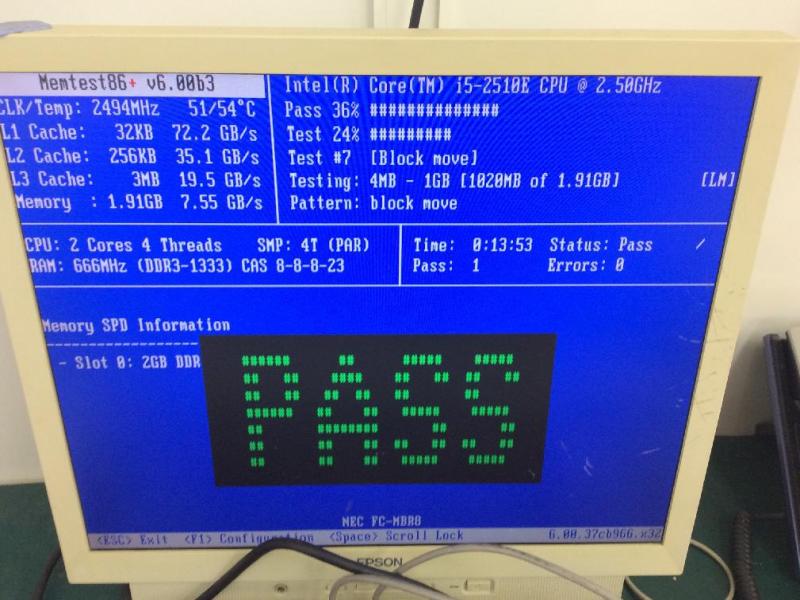 Memtest86+ v6.00b3
Intel(R) Core(TM) i5-2510E CPU @ 2.50GHz
CLK/Temp: 2494MHz 51/54°C
Pass 36% ##############
L1 Cache: 32KB 72.2 GB/s
Test 24% #########
L2 Cache: 256KB 35.1 GB/s
Test #7 [Block move]
L3 Cache: 3MB 19.5 GB/s
Testing: 4MB - 1GB [1020MB of 1.91GB] [LM]
Memory : 1.91GB 7.55 GB/s
Pattern: block move
CPU: 2 Cores 4 Threads SMP: 4T (PAR)
Time: 0:13:53 Status: Pass /
RAM: 666MHz (DDR3-1333) CAS 8-8-8-23
Pass: 1 Errors: 0
Memory SPD Information
----------------------
- Slot 0: 2GB DDR
PASS
NEC FC-MBR8
<ESC> Exit <F1> Configuration <Space> Scroll Lock 6.00.37cb966.x32
EPSON